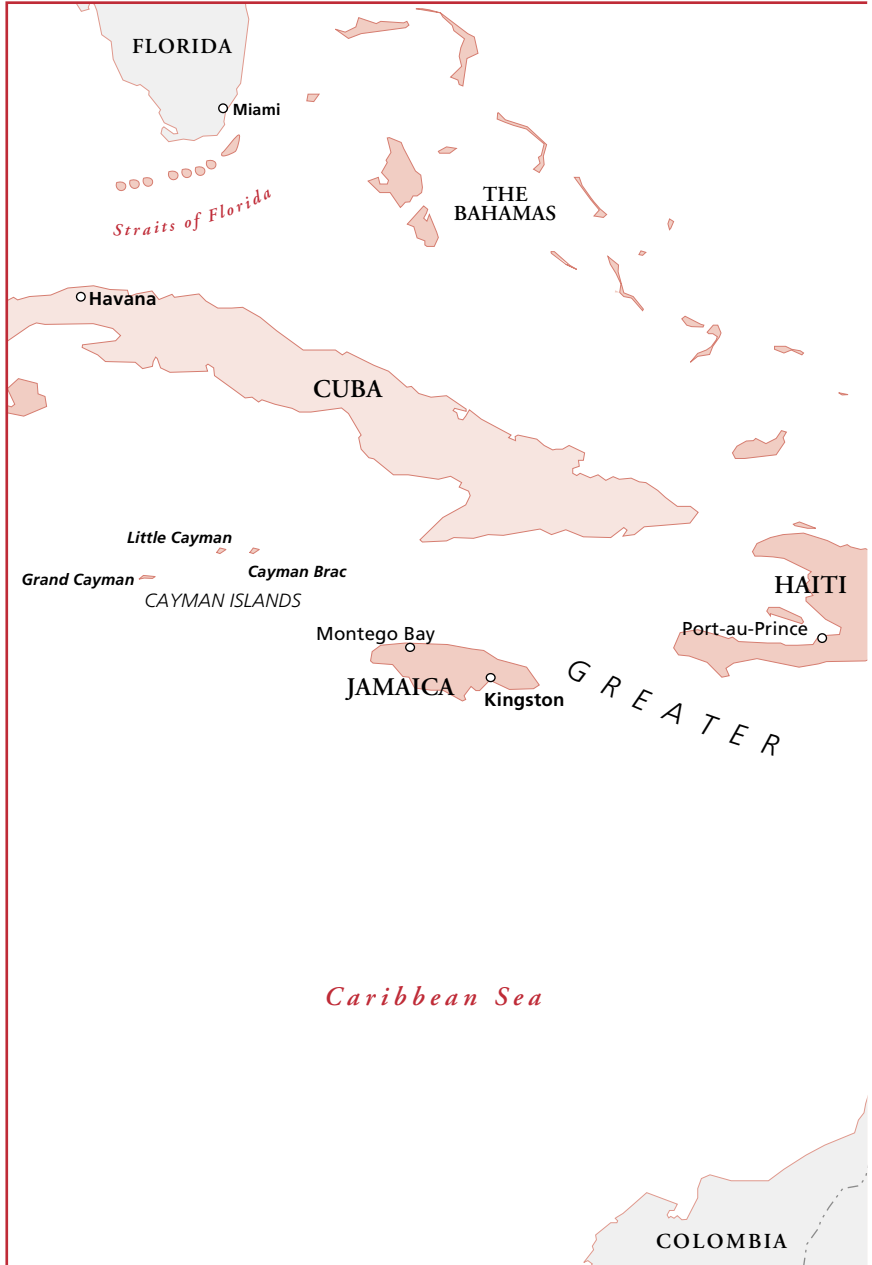 FLORIDA
Miami
THE
BAHAMAS
Straits of Florida
Havana
CUBA
Little Cayman
Cayman Brac
Grand Cayman
CAYMAN ISLANDS
HAITI
Port-au-Prince
Montego Bay
JAMAICA
Kingston
GREATER
Caribbean Sea
COLOMBIA